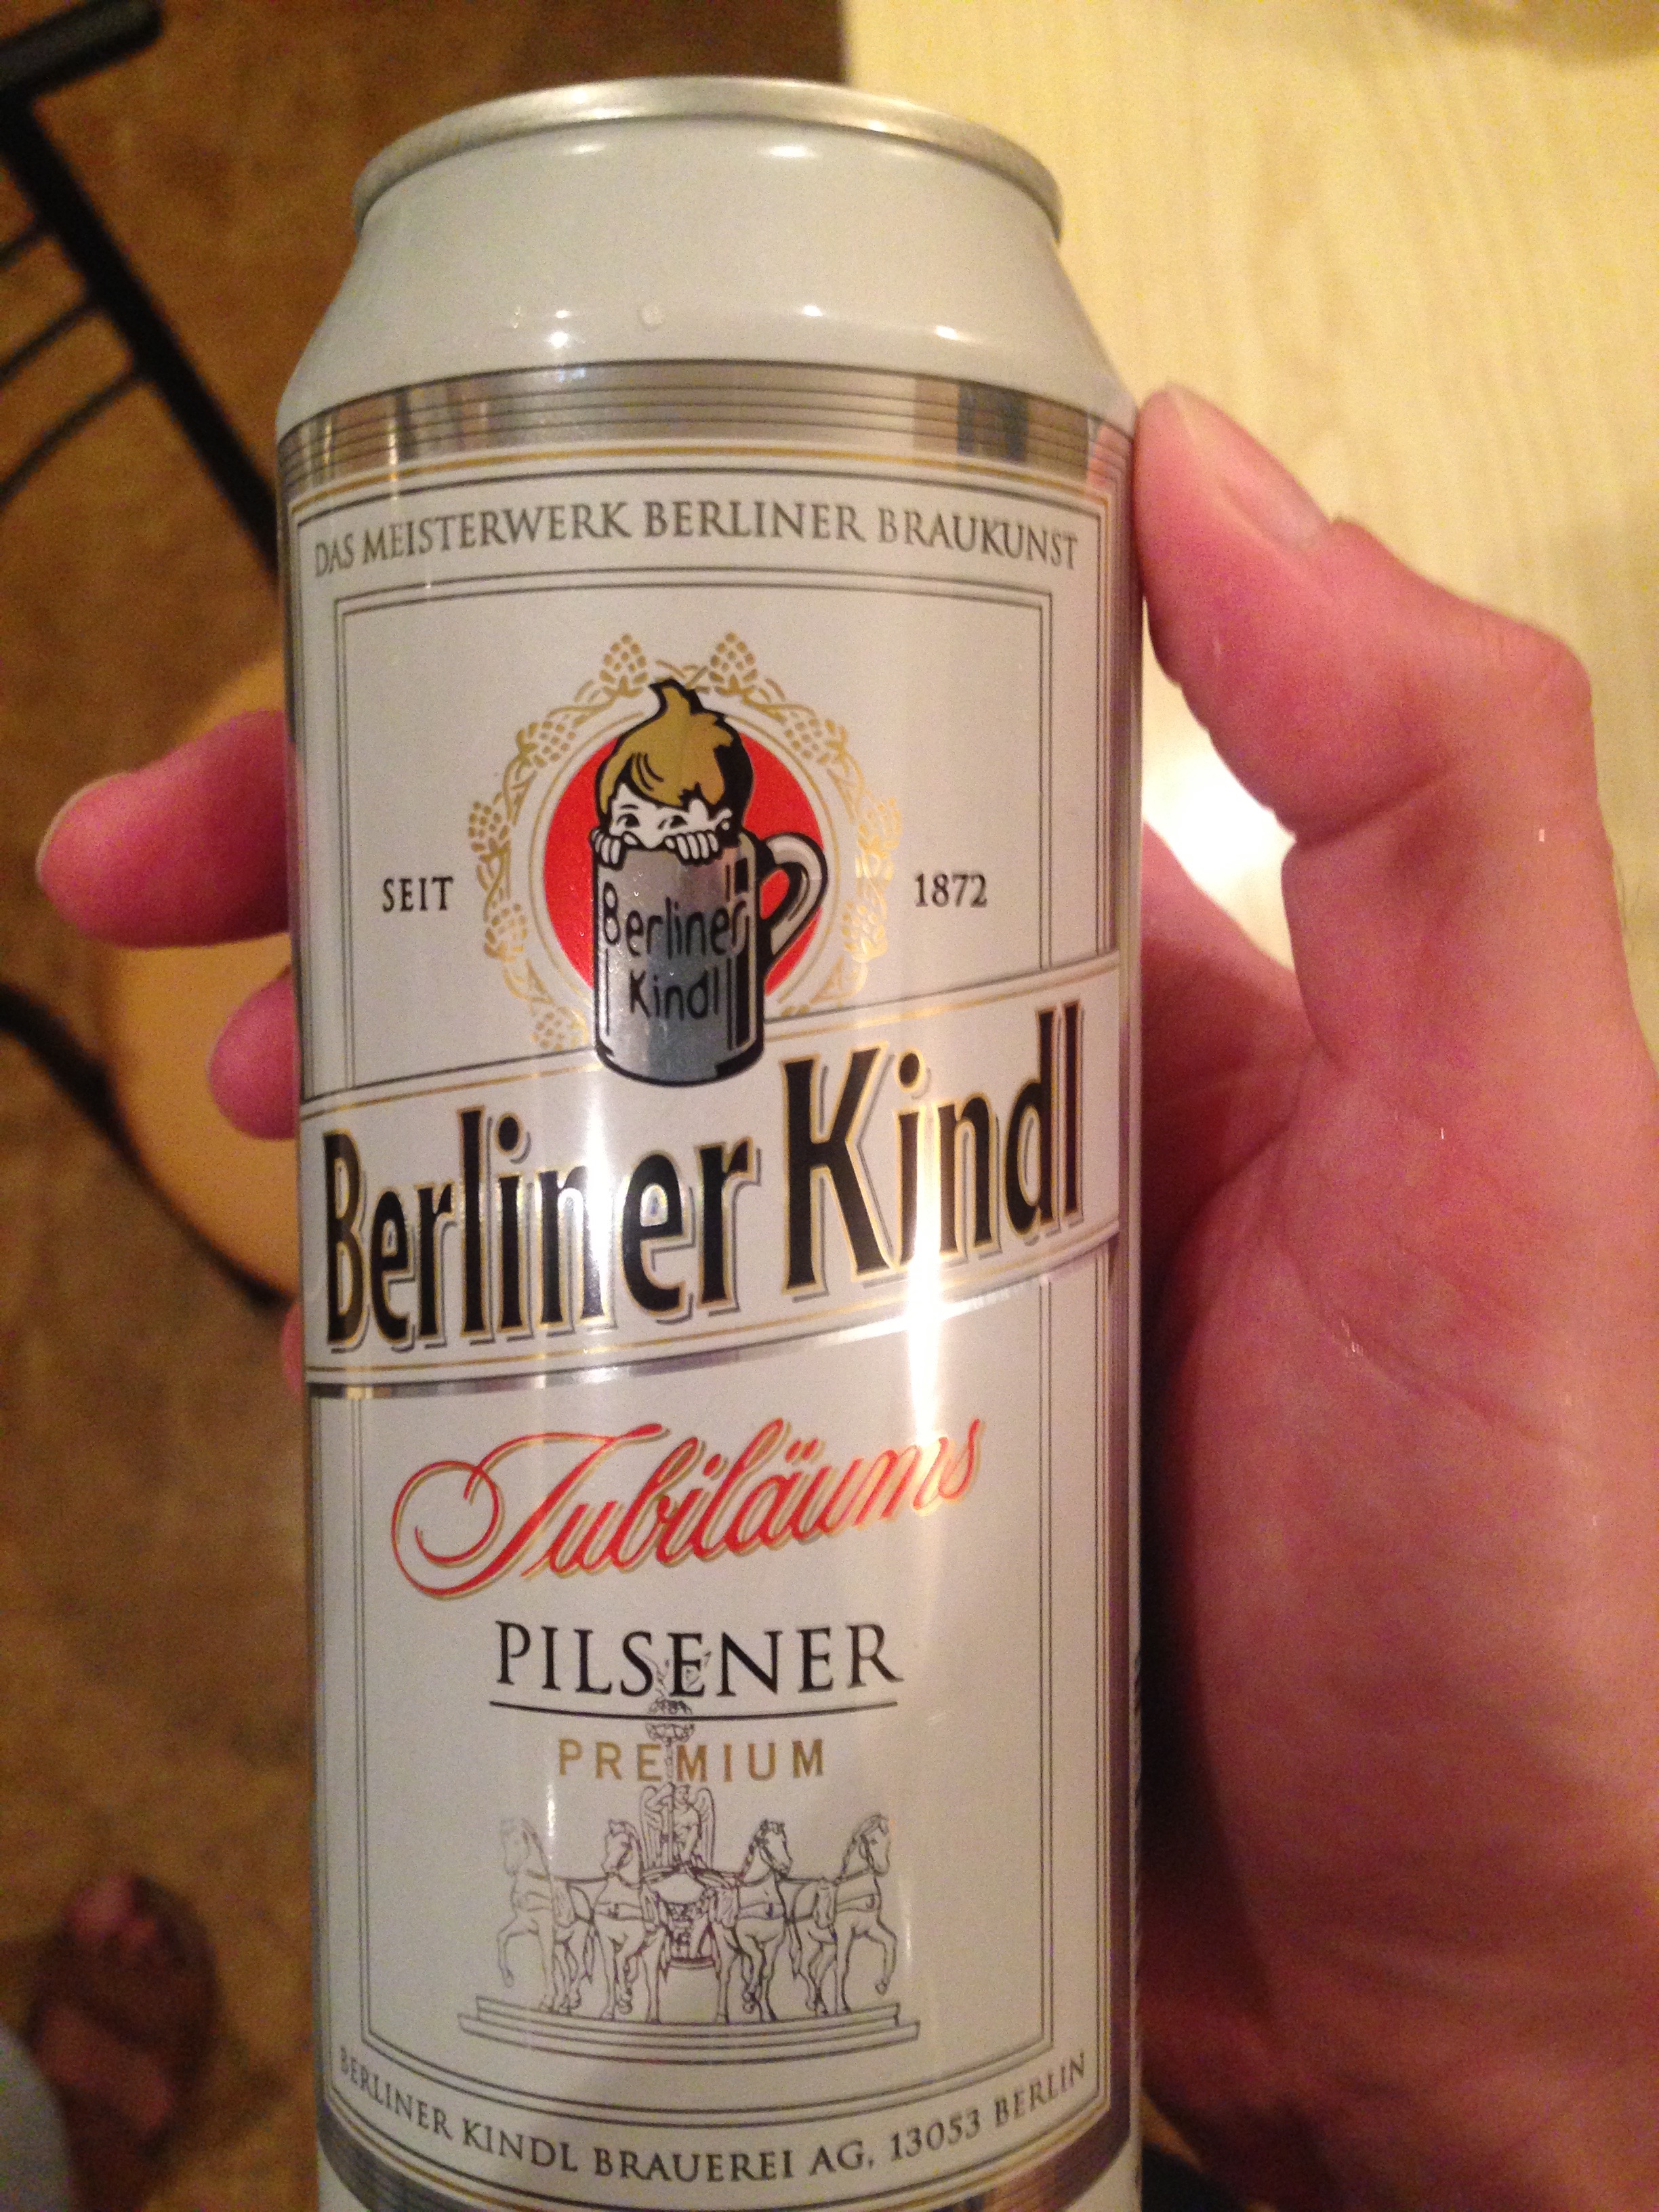 DAS MEISTERWERK BERLINER BRAUKUNST
SEIT 1872
Berliner
Kindl
Berliner Kindl
Jubiläums
PILSENER
PREMIUM
BERLINER KINDL BRAUEREI AG, 13053 BERLIN